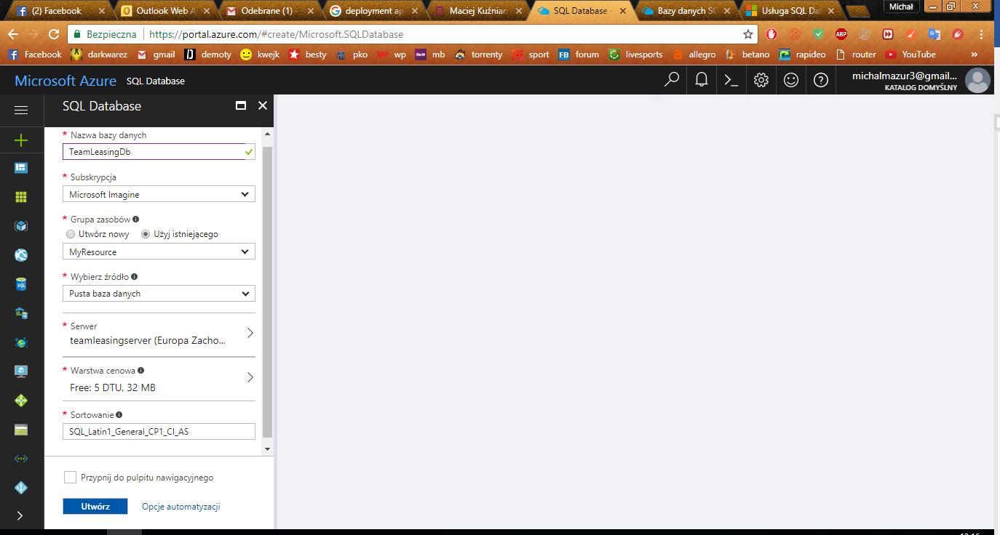 (2) Facebook
Outlook Web A
Odebrane (1) -
deployment ap
Maciej Kuźniar
SQL Database -
Bazy danych SQ
Usługa SQL Da
Michał
Bezpieczna
https://portal.azure.com/#create/Microsoft.SQLDatabase
ABP
Facebook
darkwarez
gmail
demoty
kwejk
besty
pko
wp
mb
torrenty
sport
FB forum
livesports
allegro
betano
rapideo
router
YouTube
»
Microsoft Azure SQL Database
michalmazur3@gmail...
KATALOG DOMYŚLNY
SQL Database
* Nazwa bazy danych
TeamLeasingDb
* Subskrypcja
Microsoft Imagine
* Grupa zasobów
Utwórz nowy Użyj istniejącego
MyResource
* Wybierz źródło
Pusta baza danych
SQL
* Serwer
teamleasingserver (Europa Zacho...
* Warstwa cenowa
Free: 5 DTU, 32 MB
* Sortowanie
SQL_Latin1_General_CP1_CI_AS
Przypnij do pulpitu nawigacyjnego
Utwórz Opcje automatyzacji